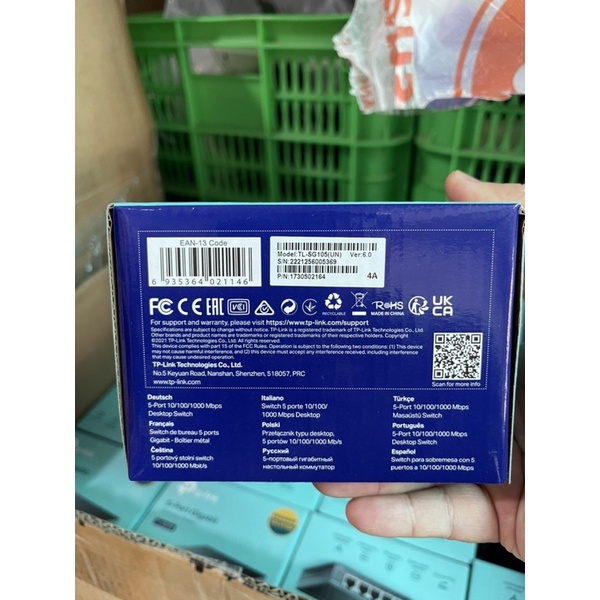 EAN-13 Code
6 935364 021146
Model:TL-SG105(UN) Ver:6.0
S/N:2221256005369
P/N:1730502164 4A
FC CE EHC VCCI RECYCLABLE RoHS MADE IN CHINA UK CA
For support and warranty, please visit https://www.tp-link.com/support
Specifications are subject to change without notice. TP-Link is a registered trademark of TP-Link Technologies Co., Ltd.
Other brands and product names are trademarks or registered trademarks of their respective holders. Copyright
©2021 TP-Link Technologies Co., Ltd. All rights reserved.
This device complies with part 15 of the FCC Rules. Operation is subject to the following two conditions: (1) This device
may not cause harmful interference, and (2) this device must accept any interference received, including interference
that may cause undesired operation.
TP-Link Technologies Co., Ltd.
No.5 Keyuan Road, Nanshan, Shenzhen, 518057, PRC
www.tp-link.com
Scan for more info
Deutsch
5-Port 10/100/1000 Mbps
Desktop Switch
Français
Switch de bureau 5 ports
Gigabit - Boîtier métal
Čeština
5 portový stolní switch
10/100/1000 Mbit/s
Italiano
Switch 5 porte 10/100/
1000 Mbps Desktop
Polski
Przełącznik typu desktop,
5 portów 10/100/1000 Mb/s
Русский
5-портовый гигабитный
настольный коммутатор
Türkçe
5-Port 10/100/1000 Mbps
Masaüstü Switch
Português
5-Port 10/100/1000 Mbps
Desktop Switch
Español
Switch para sobremesa con 5
puertos a 10/100/1000 Mbps